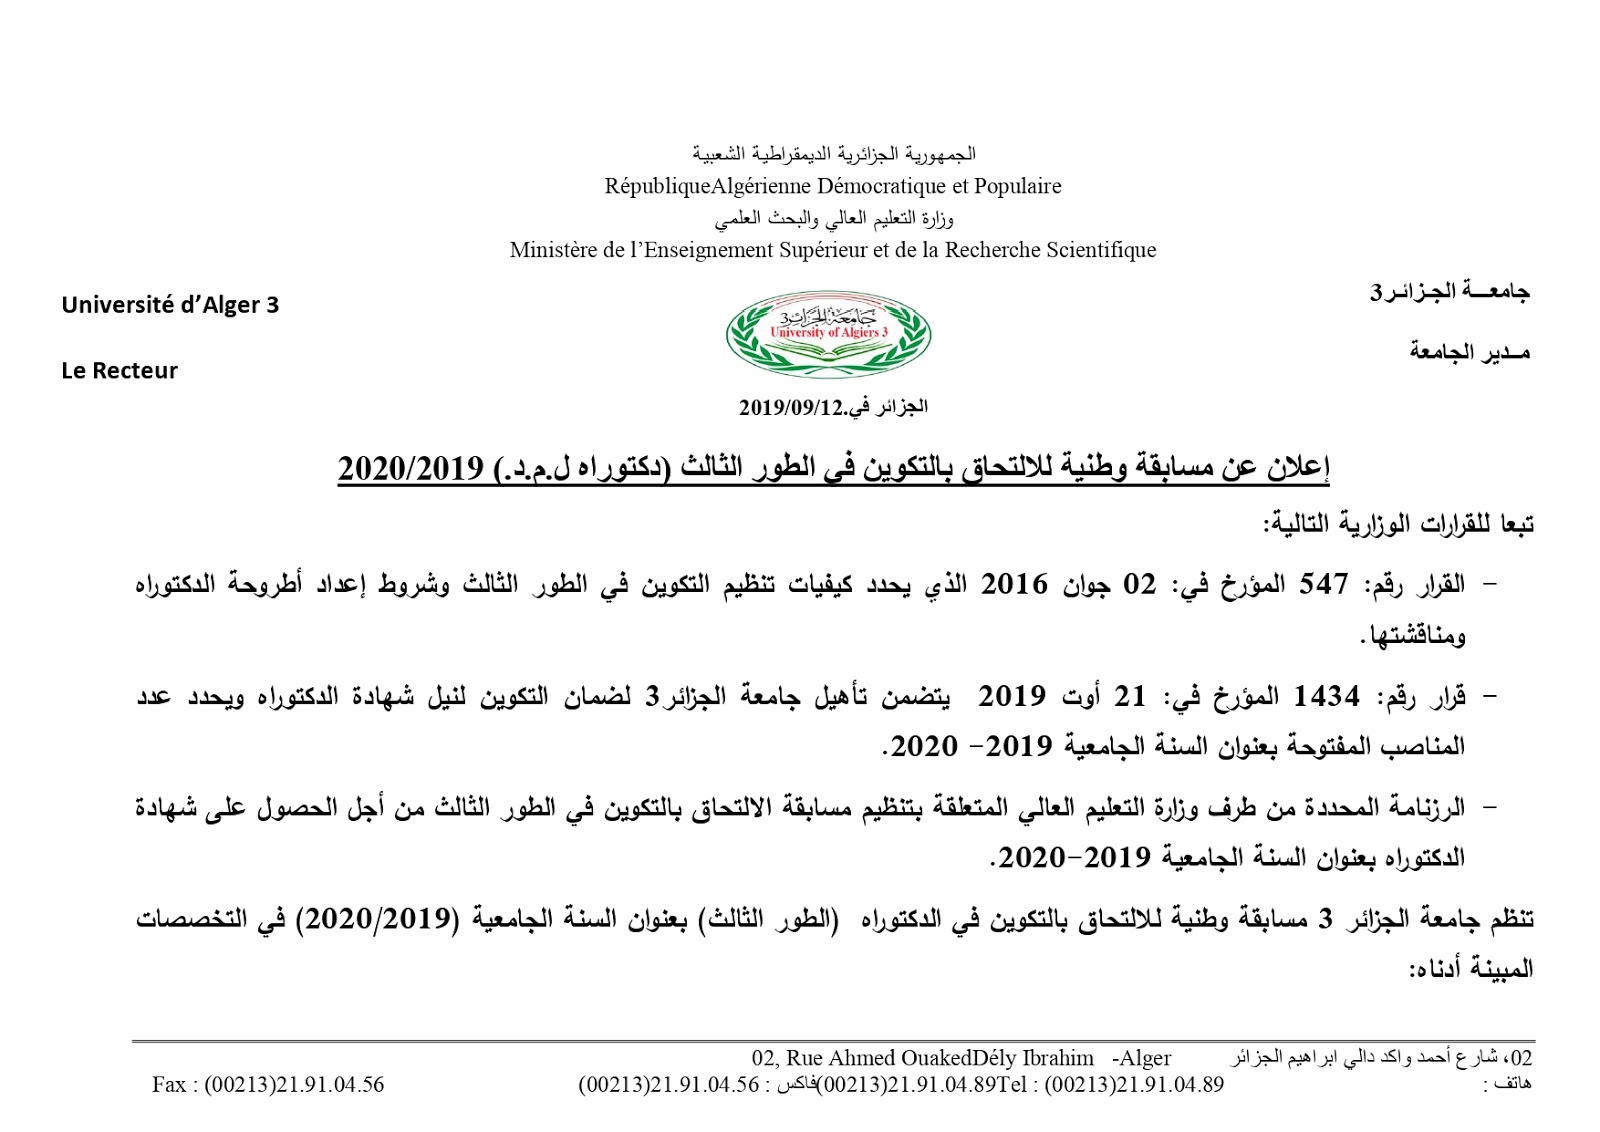 الجمهورية الجزائرية الديمقراطية الشعبية
RépubliqueAlgérienne Démocratique et Populaire
وزارة التعليم العالي والبحث العلمي
Ministère de l’Enseignement Supérieur et de la Recherche Scientifique
جامعـــة الجـزائـر3
Université d’Alger 3
جامعة الجزائر3
University of Algiers 3
مــدير الجامعة
Le Recteur
الجزائر في.2019/09/12
إعلان عن مسابقة وطنية للالتحاق بالتكوين في الطور الثالث (دكتوراه ل.م.د.) 2020/2019
تبعا للقرارات الوزارية التالية:
- القرار رقم: 547 المؤرخ في: 02 جوان 2016 الذي يحدد كيفيات تنظيم التكوين في الطور الثالث وشروط إعداد أطروحة الدكتوراه
ومناقشتها.
- قرار رقم: 1434 المؤرخ في: 21 أوت 2019 يتضمن تأهيل جامعة الجزائر3 لضمان التكوين لنيل شهادة الدكتوراه ويحدد عدد
المناصب المفتوحة بعنوان السنة الجامعية 2019- 2020.
- الرزنامة المحددة من طرف وزارة التعليم العالي المتعلقة بتنظيم مسابقة الالتحاق بالتكوين في الطور الثالث من أجل الحصول على شهادة
الدكتوراه بعنوان السنة الجامعية 2019-2020.
تنظم جامعة الجزائر 3 مسابقة وطنية للالتحاق بالتكوين في الدكتوراه (الطور الثالث) بعنوان السنة الجامعية (2020/2019) في التخصصات
المبينة أدناه:
02، شارع أحمد واكد دالي ابراهيم الجزائر 02, Rue Ahmed OuakedDély Ibrahim -Alger
هاتف : (00213)21.91.04.89Tel : (00213)21.91.04.89 فاكس : (00213)21.91.04.56 Fax : (00213)21.91.04.56